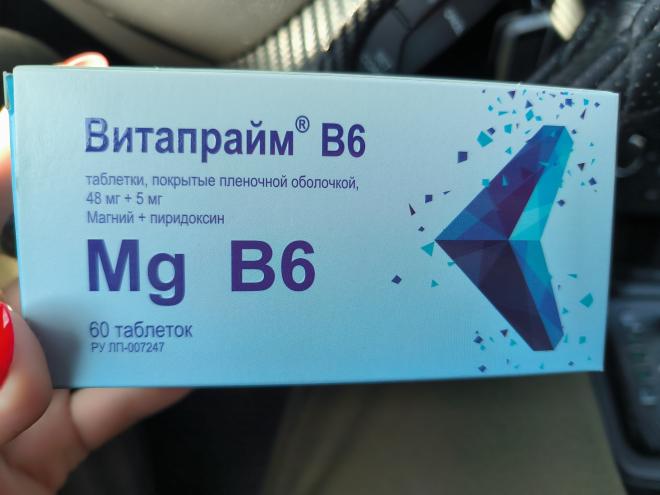 Витапрайм® В6
таблетки, покрытые пленочной оболочкой,
48 мг + 5 мг
Магний + пиридоксин
Mg B6
60 таблеток
РУ ЛП-007247